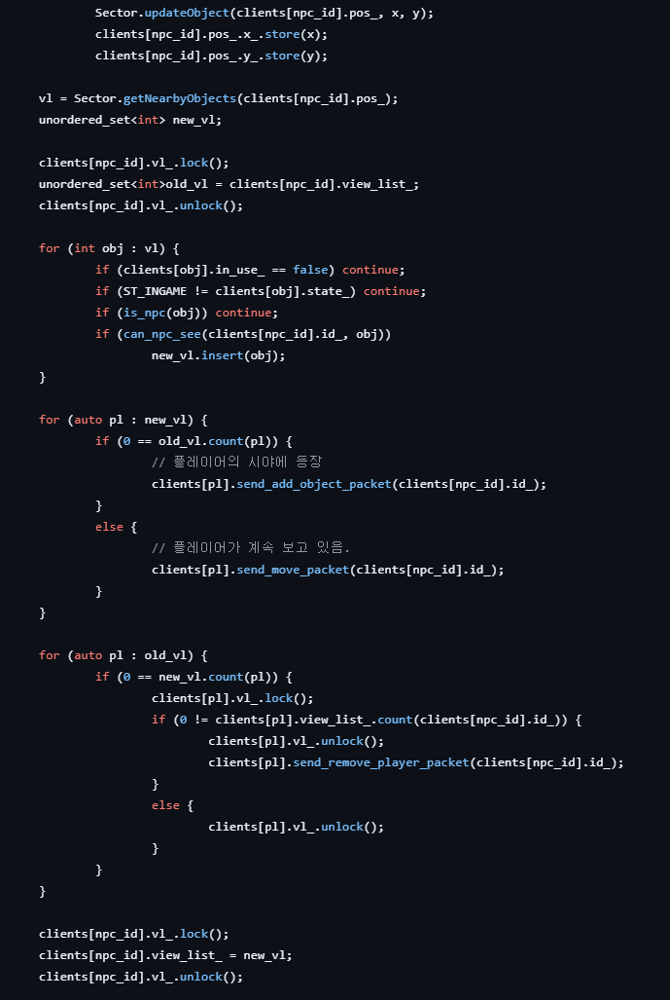 Sector.updateObject(clients[npc_id].pos_, x, y);
clients[npc_id].pos_.x_.store(x);
clients[npc_id].pos_.y_.store(y);
vl = Sector.getNearbyObjects(clients[npc_id].pos_);
unordered_set<int> new_vl;
clients[npc_id].vl_.lock();
unordered_set<int>old_vl = clients[npc_id].view_list_;
clients[npc_id].vl_.unlock();
for (int obj : vl) {
if (clients[obj].in_use_ == false) continue;
if (ST_INGAME != clients[obj].state_) continue;
if (is_npc(obj)) continue;
if (can_npc_see(clients[npc_id].id_, obj))
new_vl.insert(obj);
}
for (auto pl : new_vl) {
if (0 == old_vl.count(pl)) {
// 플레이어의 시야에 등장
clients[pl].send_add_object_packet(clients[npc_id].id_);
}
else {
// 플레이어가 계속 보고 있음.
clients[pl].send_move_packet(clients[npc_id].id_);
}
}
for (auto pl : old_vl) {
if (0 == new_vl.count(pl)) {
clients[pl].vl_.lock();
if (0 != clients[pl].view_list_.count(clients[npc_id].id_)) {
clients[pl].vl_.unlock();
clients[pl].send_remove_player_packet(clients[npc_id].id_);
}
else {
clients[pl].vl_.unlock();
}
}
}
clients[npc_id].vl_.lock();
clients[npc_id].view_list_ = new_vl;
clients[npc_id].vl_.unlock();